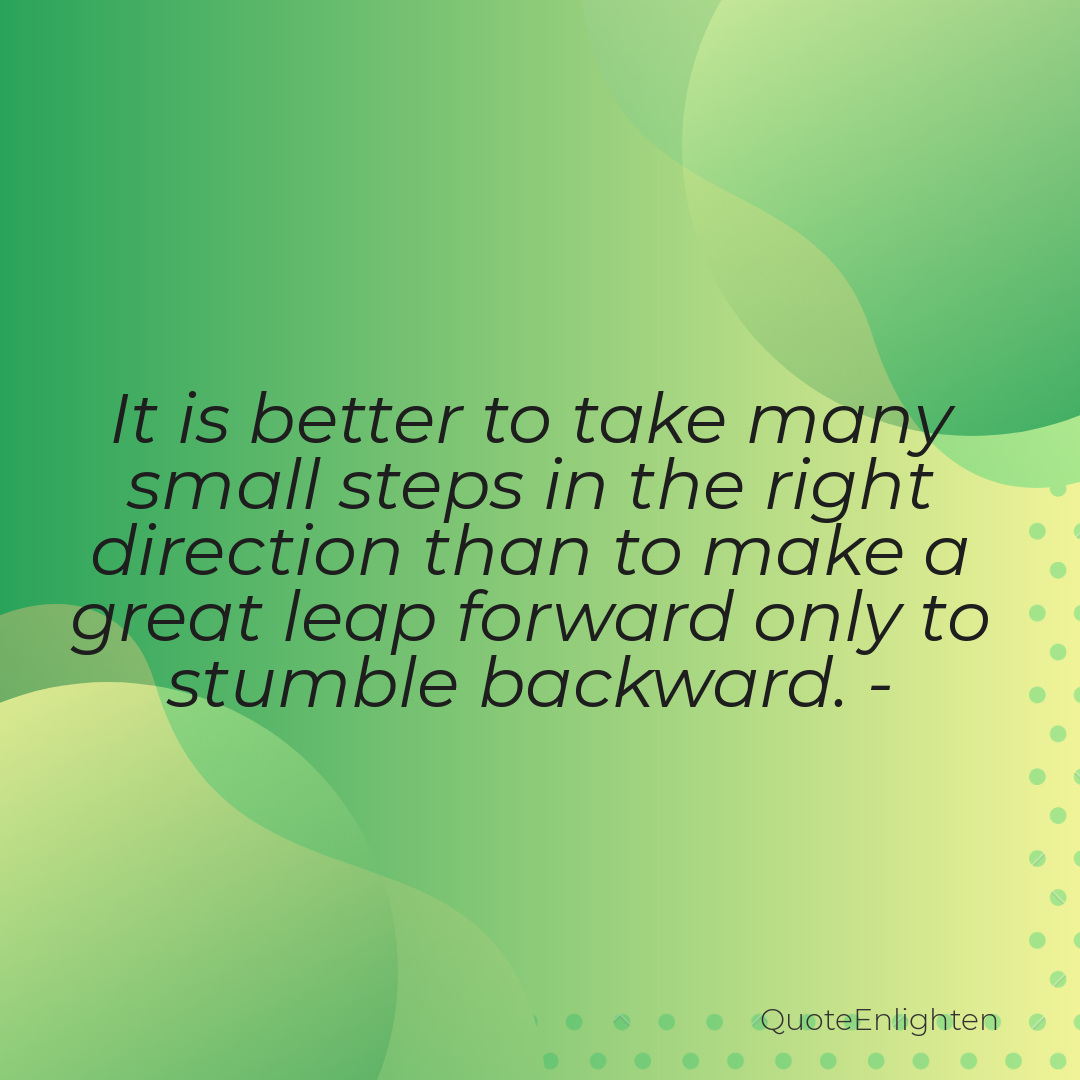 It is better to take many
small steps in the right
direction than to make a
great leap forward only to
stumble backward. -
QuoteEnlighten